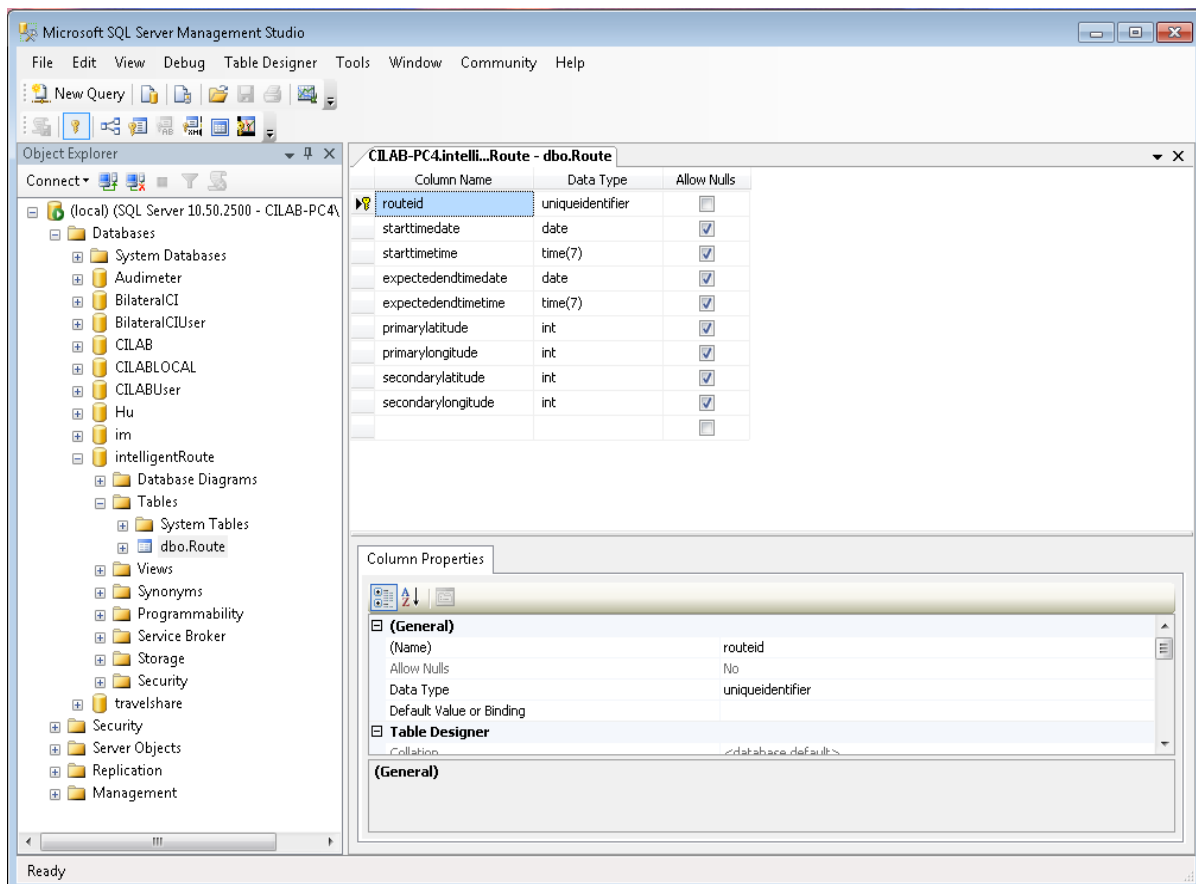 Microsoft SQL Server Management Studio
File Edit View Debug Table Designer Tools Window Community Help
New Query
Object Explorer
Connect
(local) (SQL Server 10.50.2500 - CILAB-PC4\
Databases
System Databases
Audimeter
BilateralCI
BilateralCIUser
CILAB
CILABLOCAL
CILABUser
Hu
im
intelligentRoute
Database Diagrams
Tables
System Tables
dbo.Route
Views
Synonyms
Programmability
Service Broker
Storage
Security
travelshare
Security
Server Objects
Replication
Management
CILAB-PC4.intelli...Route - dbo.Route
Column Name Data Type Allow Nulls
routeid uniqueidentifier
starttimedate date
starttimetime time(7)
expectedendtimedate date
expectedendtimetime time(7)
primarylatitude int
primarylongitude int
secondarylatitude int
secondarylongitude int
Column Properties
(General)
(Name) routeid
Allow Nulls No
Data Type uniqueidentifier
Default Value or Binding
Table Designer
Collation <database default>
(General)
Ready